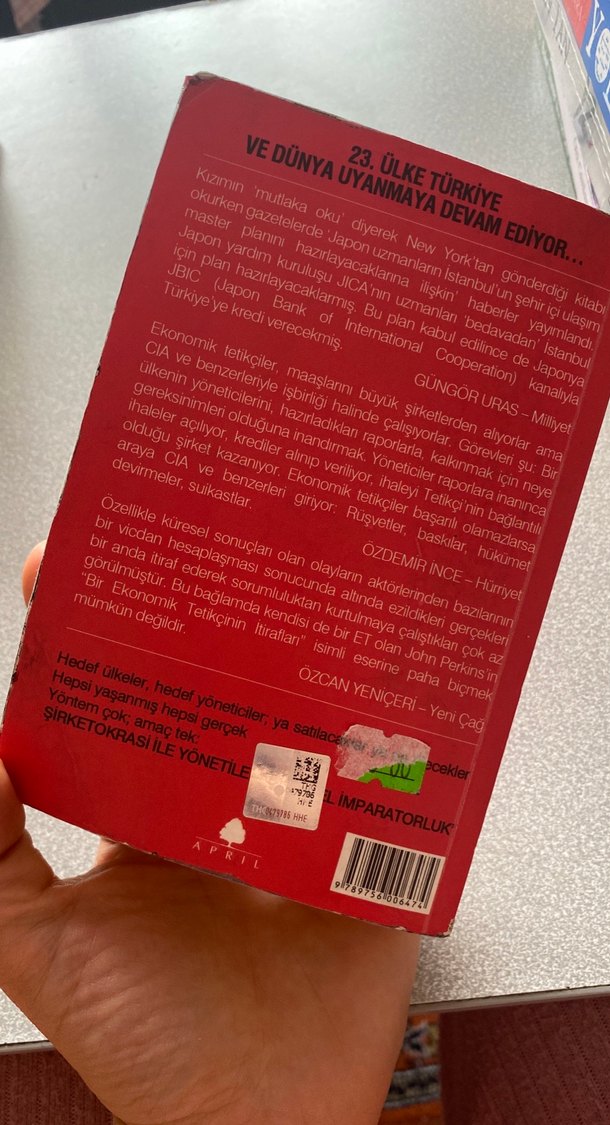 23. ÜLKE TÜRKİYE
VE DÜNYA UYANMAYA DEVAM EDİYOR...
Kızımın 'mutlaka oku' diyerek New York'tan gönderdiği kitabı
okurken gazetelerde 'Japon uzmanların İstanbul'un şehir içi ulaşım
master planını hazırlayacaklarına ilişkin' haberler yayımlandı.
Japon yardım kuruluşu JICA'nın uzmanları 'bedavadan' İstanbul
için plan hazırlayacaklarmış. Bu plan kabul edilince de Japonya
JBIC (Japon Bank of International Cooperation) kanalıyla
Türkiye'ye kredi verecekmiş.
GÜNGÖR URAS – Milliyet
Ekonomik tetikçiler, maaşlarını büyük şirketlerden alıyorlar ama
CIA ve benzerleriyle işbirliği halinde çalışıyorlar. Görevleri şu: Bir
ülkenin yöneticilerini, hazırladıkları raporlarla, kalkınmak için neye
gereksinimleri olduğuna inandırmak. Yöneticiler raporlara inanınca
ihaleler açılıyor, krediler alınıp veriliyor, ihaleyi Tetikçi'nin bağlantılı
olduğu şirket kazanıyor. Ekonomik tetikçiler başarılı olamazlarsa
araya CIA ve benzerleri giriyor: Rüşvetler, baskılar, hükümet
devirmeler, suikastlar.
ÖZDEMİR İNCE – Hürriyet
Özellikle küresel sonuçları olan olayların aktörlerinden bazılarının
bir vicdan hesaplaşması sonucunda altında ezildikleri gerçekleri
bir anda itiraf ederek sorumluluktan kurtulmaya çalıştıkları çok az
görülmüştür. Bu bağlamda kendisi de bir ET olan John Perkins'in
"Bir Ekonomik Tetikçinin İtirafları" isimli eserine paha biçmek
mümkün değildir.
ÖZCAN YENİÇERİ – Yeni Çağ
Hedef ülkeler, hedef yöneticiler; ya
Hepsi yaşanmış hepsi gerçek
Yöntem çok; amaç tek:
ŞİRKETOKRASİ İLE İMPARATORLUK"
00
479786
HHE
0479786 HHE
APRIL
9 789756 006474